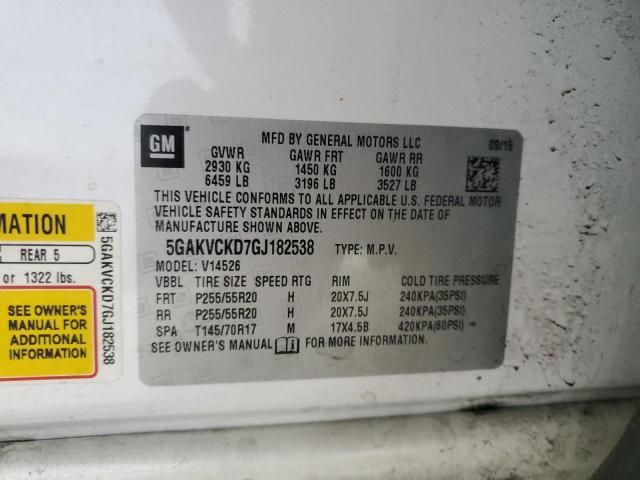 GM
MFD BY GENERAL MOTORS LLC
09/15
GVWR GAWR FRT GAWR RR
2930 KG 1450 KG 1600 KG
6459 LB 3196 LB 3527 LB
THIS VEHICLE CONFORMS TO ALL APPLICABLE U.S. FEDERAL MOTOR
VEHICLE SAFETY STANDARDS IN EFFECT ON THE DATE OF
MANUFACTURE SHOWN ABOVE.
5GAKVCKD7GJ182538 TYPE: M.P.V.
MODEL: V14526
VBBL TIRE SIZE SPEED RTG RIM COLD TIRE PRESSURE
FRT P255/55R20 H 20X7.5J 240KPA(35PSI)
RR P255/55R20 H 20X7.5J 240KPA(35PSI)
SPA T145/70R17 M 17X4.5B 420KPA(60PSI)
SEE OWNER'S MANUAL FOR MORE INFORMATION.
MATION
REAR 5
or 1322 lbs.
SEE OWNER'S
MANUAL FOR
ADDITIONAL
INFORMATION
5GAKVCKD7GJ182538